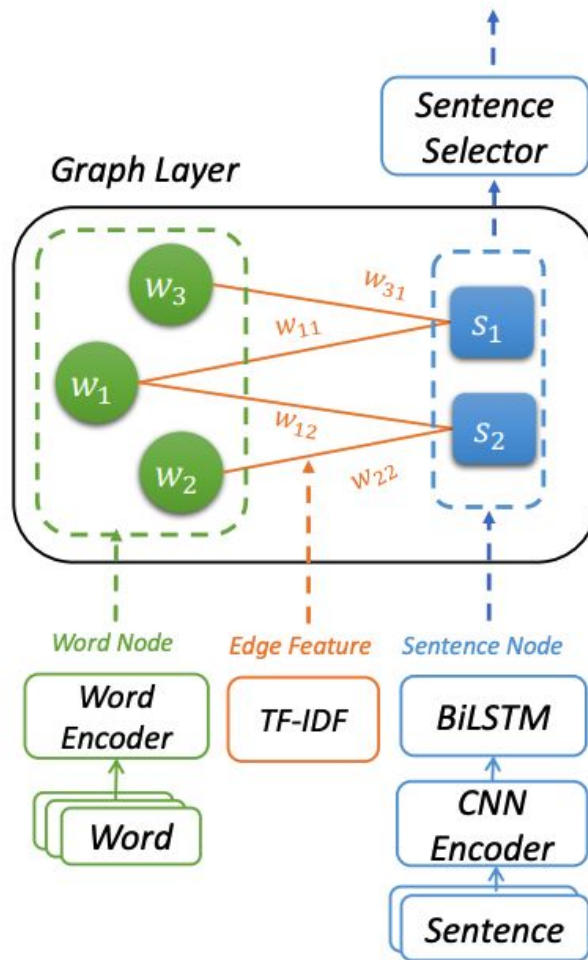 Sentence
Selector
Graph Layer
w₃
w₃₁
s₁
w₁₁
w₁
w₁₂
s₂
w₂
w₂₂
Word Node
Edge Feature
Sentence Node
Word
Encoder
TF-IDF
BiLSTM
CNN
Encoder
Word
Sentence